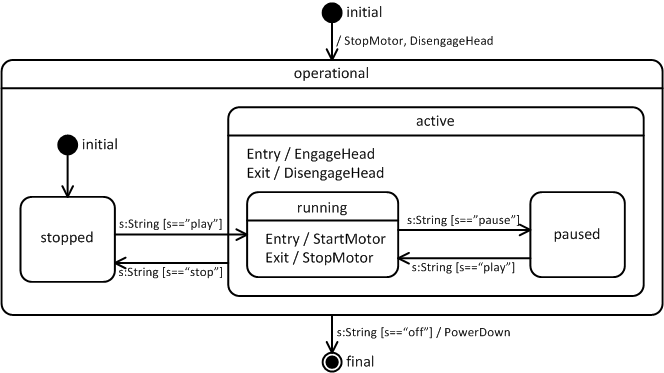 initial
/ StopMotor, DisengageHead
operational
active
initial
Entry / EngageHead
Exit / DisengageHead
running
s:String [s=="play"]
s:String [s=="pause"]
stopped
Entry / StartMotor
paused
Exit / StopMotor
s:String [s=="stop"]
s:String [s=="play"]
s:String [s=="off"] / PowerDown
final